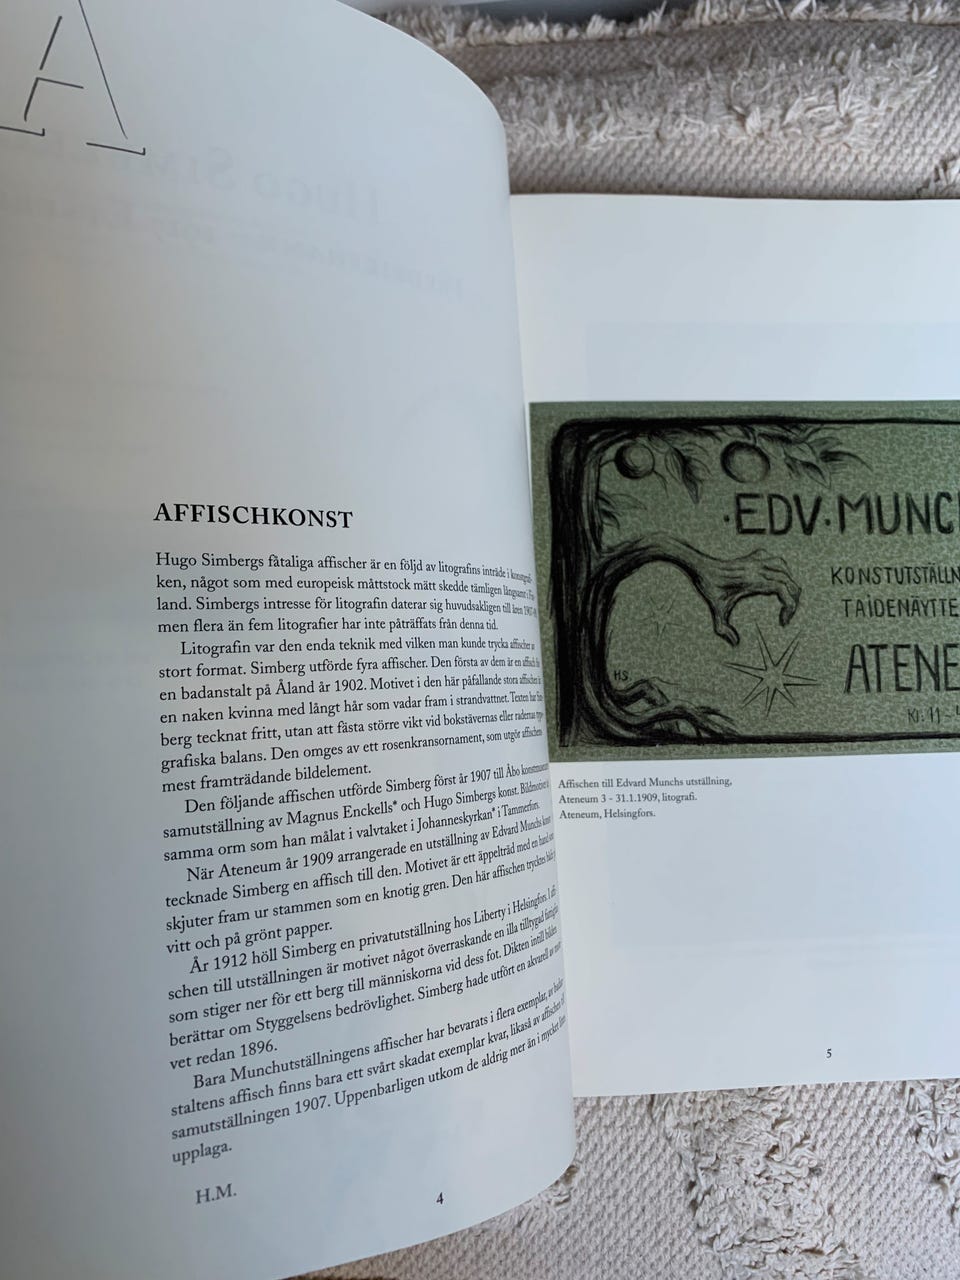 A
AFFISCHKONST
Hugo Simbergs fåtaliga affischer är en följd av litografins inträde i konstgrafi-
ken, något som med europeisk måttstock mätt skedde tämligen långsamt i Fin-
land. Simbergs intresse för litografin daterar sig huvudsakligen till åren
men flera än fem litografier har inte påträffats från denna tid.
Litografin var den enda teknik med vilken man kunde trycka affischer av
stort format. Simberg utförde fyra affischer. Den första av dem är en affisch för
en badanstalt på Åland år 1902. Motivet i den här påfallande stora affischen är
en naken kvinna med långt hår som vadar fram i strandvattnet. Texten har Sim-
berg tecknat fritt, utan att fästa större vikt vid bokstävernas eller radernas typo-
grafiska balans. Den omges av ett rosenkransornament, som utgör affischens
mest framträdande bildelement.
Den följande affischen utförde Simberg först år 1907 till Åbo konstmuseums
samutställning av Magnus Enckells* och Hugo Simbergs konst. Bildmotivet är
samma orm som han målat i valvtaket i Johanneskyrkan* i Tammerfors.
När Ateneum år 1909 arrangerade en utställning av Edvard Munchs konst
tecknade Simberg en affisch till den. Motivet är ett äppelträd med en hand som
skjuter fram ur stammen som en knotig gren. Den här affischen trycktes både på
vitt och på grönt papper.
År 1912 höll Simberg en privatutställning hos Liberty i Helsingfors. I affi-
schen till utställningen är motivet något överraskande en illa tilltygad
som stiger ner för ett berg till människorna vid dess fot. Dikten intill bilden
berättar om Styggelsens bedrövlighet. Simberg hade utfört en akvarell av moti-
vet redan 1896.
Bara Munchutställningens affischer har bevarats i flera exemplar, av badan-
staltens affisch finns bara ett svårt skadat exemplar kvar, likaså av affischen till
samutställningen 1907. Uppenbarligen utkom de aldrig mer än i mycket liten
upplaga.
H.M.
4
·EDV·MUNCH
KONSTUTSTÄLLN
TAIDENÄYTTE
ATENE
H.S.
KL 11-4
Affischen till Edvard Munchs utställning,
Ateneum 3 - 31.1.1909, litografi.
Ateneum, Helsingfors.
5